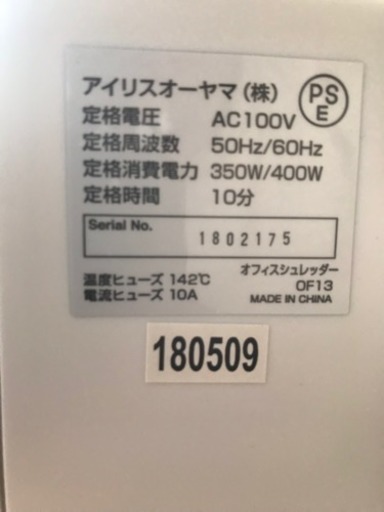 アイリスオーヤマ(株)
PS
E
定格電圧 AC100V
定格周波数 50Hz/60Hz
定格消費電力 350W/400W
定格時間 10分
Serial No. 1802175
温度ヒューズ 142℃
電流ヒューズ 10A
オフィスシュレッダー
OF13
MADE IN CHINA
180509